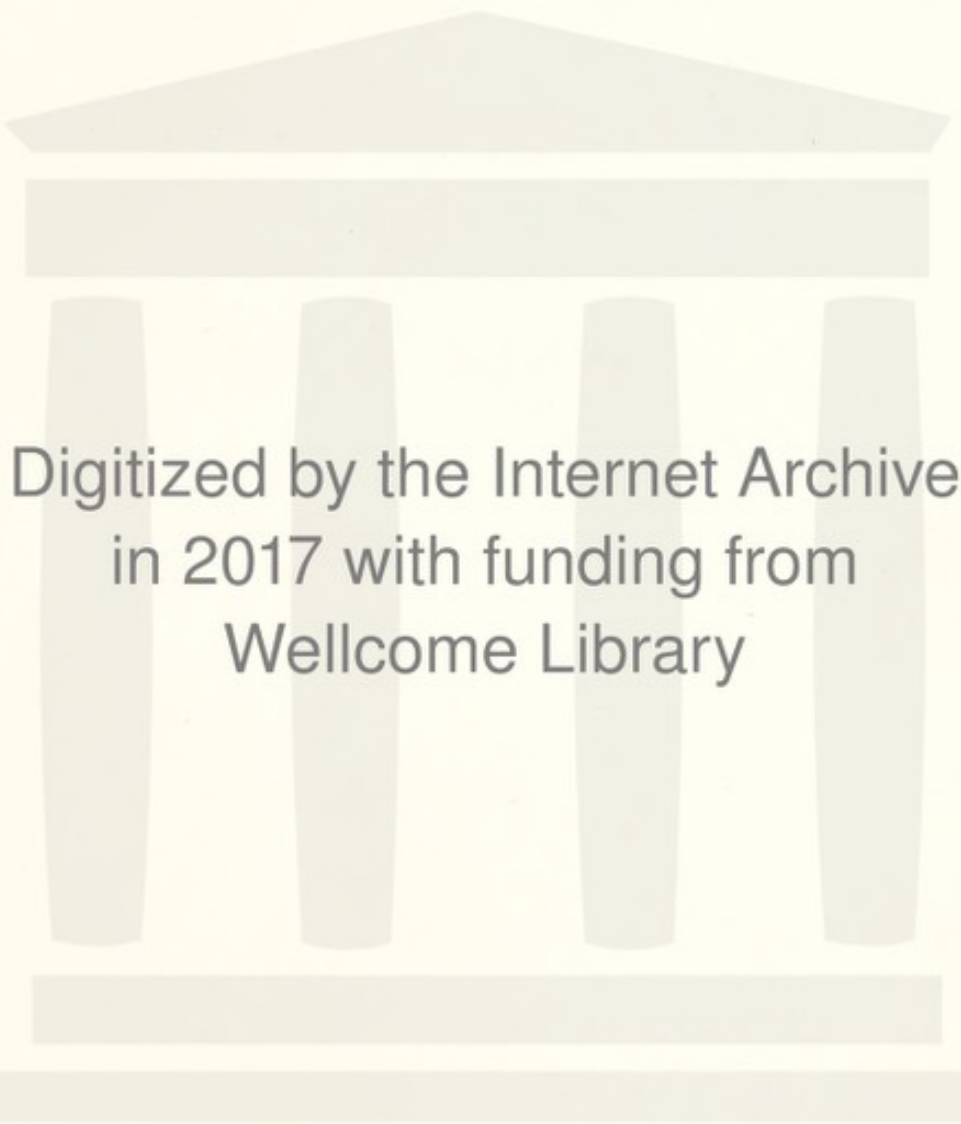 Digitized by the Internet Archive
in 2017 with funding from
Wellcome Library